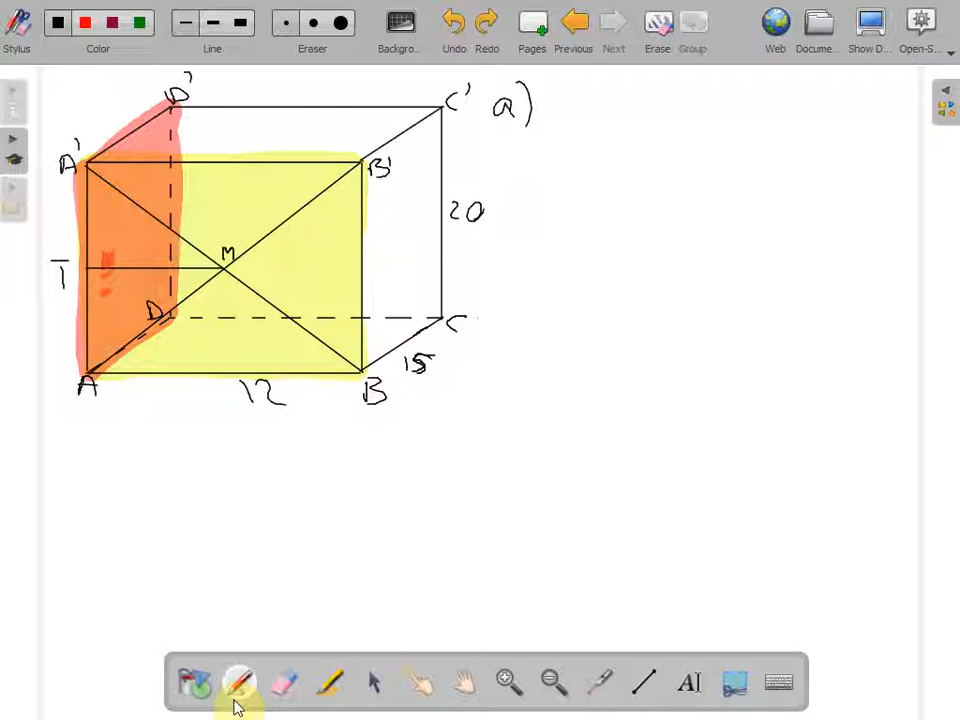 Stylus
Color
Line
Eraser
Backgro...
Undo
Redo
Pages
Previous
Next
Erase
Group
Web
Docume...
Show D...
Open-S...
D'
C'
a)
A'
B'
20
M
D
C
15
A
12
B
AI